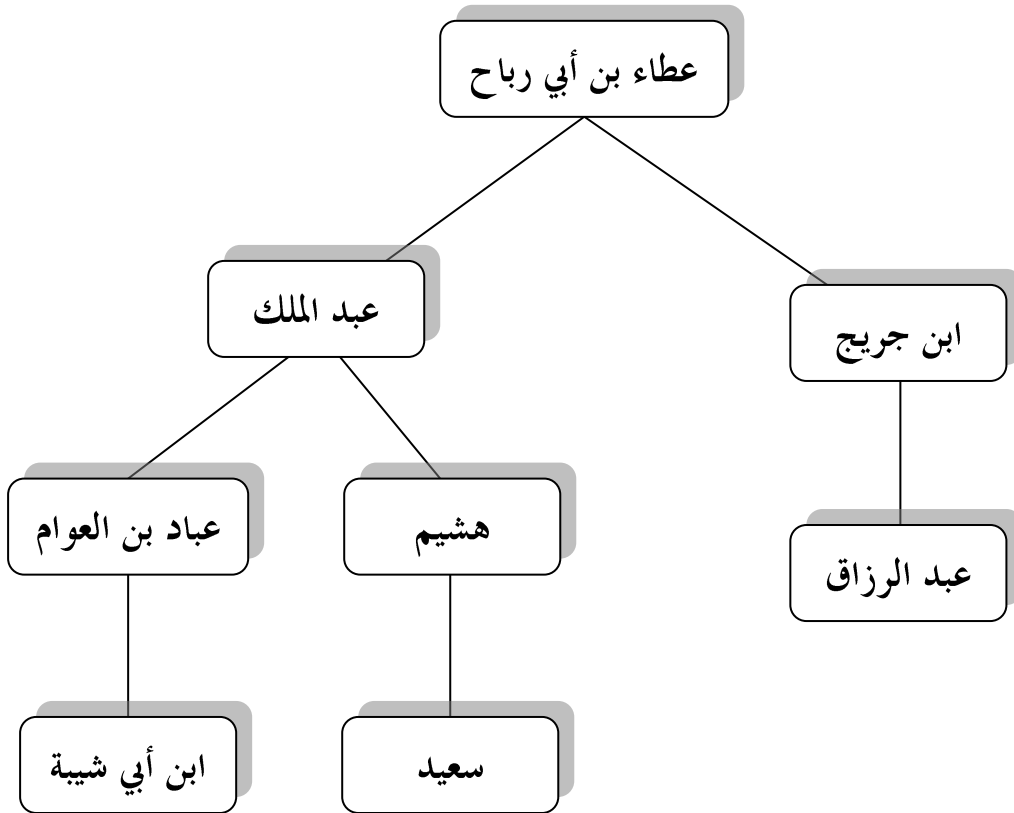 عطاء بن أبي رباح
ابن جريج
عبد الملك
عبد الرزاق
هشيم
عباد بن العوام
سعيد
ابن أبي شيبة